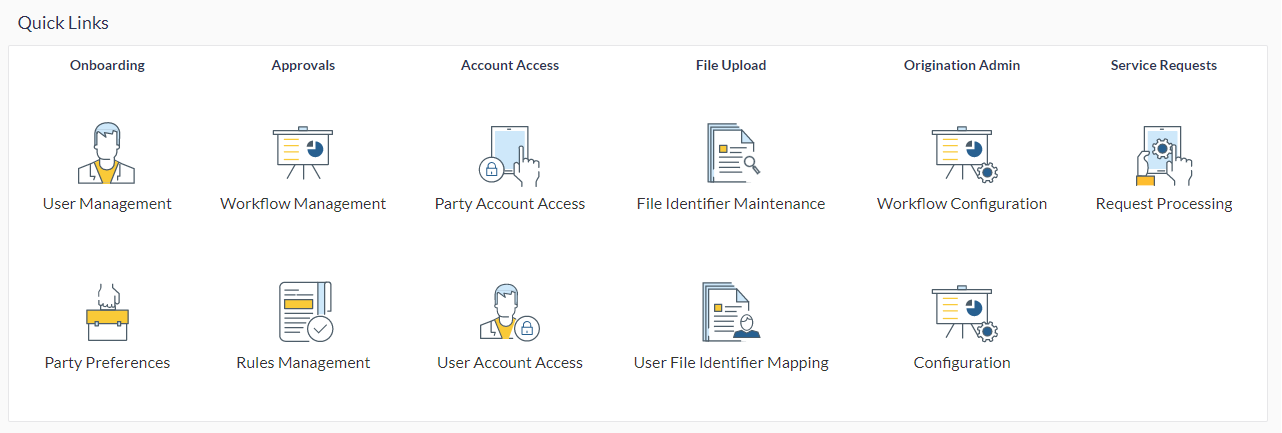 Quick Links
Onboarding
Approvals
Account Access
File Upload
Origination Admin
Service Requests
User Management
Workflow Management
Party Account Access
File Identifier Maintenance
Workflow Configuration
Request Processing
Party Preferences
Rules Management
User Account Access
User File Identifier Mapping
Configuration